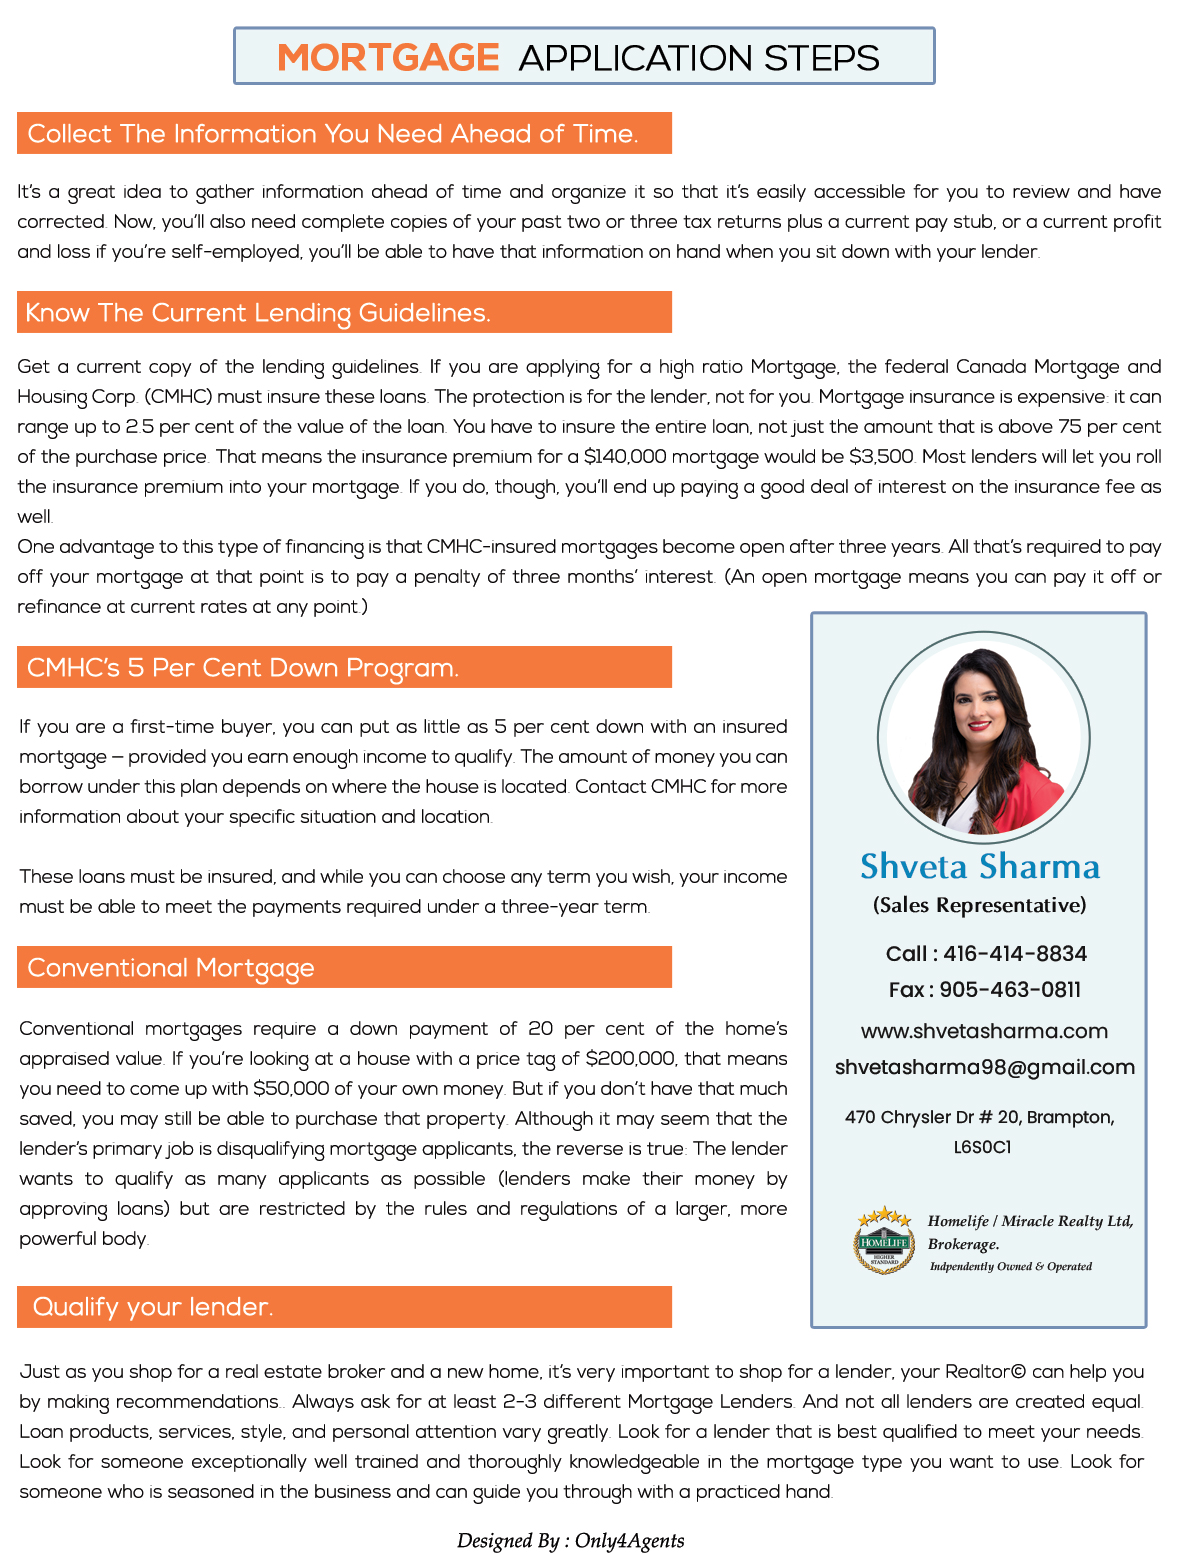 MORTGAGE APPLICATION STEPS
Collect The Information You Need Ahead of Time.
It's a great idea to gather information ahead of time and organize it so that it's easily accessible for you to review and have
corrected. Now, you'll also need complete copies of your past two or three tax returns plus a current pay stub, or a current profit
and loss if you're self-employed, you'll be able to have that information on hand when you sit down with your lender.
Know The Current Lending Guidelines.
Get a current copy of the lending guidelines. If you are applying for a high ratio Mortgage, the federal Canada Mortgage and
Housing Corp. (CMHC) must insure these loans. The protection is for the lender, not for you. Mortgage insurance is expensive: it can
range up to 2.5 per cent of the value of the loan. You have to insure the entire loan, not just the amount that is above 75 per cent
of the purchase price. That means the insurance premium for a $140,000 mortgage would be $3,500. Most lenders will let you roll
the insurance premium into your mortgage. If you do, though, you'll end up paying a good deal of interest on the insurance fee as
well.
One advantage to this type of financing is that CMHC-insured mortgages become open after three years. All that's required to pay
off your mortgage at that point is to pay a penalty of three months' interest. (An open mortgage means you can pay it off or
refinance at current rates at any point.)
CMHC's 5 Per Cent Down Program.
If you are a first-time buyer, you can put as little as 5 per cent down with an insured
mortgage – provided you earn enough income to qualify. The amount of money you can
borrow under this plan depends on where the house is located. Contact CMHC for more
information about your specific situation and location.
These loans must be insured, and while you can choose any term you wish, your income
must be able to meet the payments required under a three-year term.
Conventional Mortgage
Conventional mortgages require a down payment of 20 per cent of the home's
appraised value. If you're looking at a house with a price tag of $200,000, that means
you need to come up with $50,000 of your own money. But if you don't have that much
saved, you may still be able to purchase that property. Although it may seem that the
lender's primary job is disqualifying mortgage applicants, the reverse is true: The lender
wants to qualify as many applicants as possible (lenders make their money by
approving loans) but are restricted by the rules and regulations of a larger, more
powerful body.
Shveta Sharma
(Sales Representative)
Call : 416-414-8834
Fax : 905-463-0811
www.shvetasharma.com
shvetasharma98@gmail.com
470 Chrysler Dr # 20, Brampton,
L6S0C1
HOMELIFE
HIGHER
STANDARD
Homelife / Miracle Realty Ltd,
Brokerage.
Indpendently Owned & Operated
Qualify your lender.
Just as you shop for a real estate broker and a new home, it's very important to shop for a lender, your Realtor© can help you
by making recommendations.. Always ask for at least 2-3 different Mortgage Lenders. And not all lenders are created equal.
Loan products, services, style, and personal attention vary greatly. Look for a lender that is best qualified to meet your needs.
Look for someone exceptionally well trained and thoroughly knowledgeable in the mortgage type you want to use. Look for
someone who is seasoned in the business and can guide you through with a practiced hand.
Designed By : Only4Agents